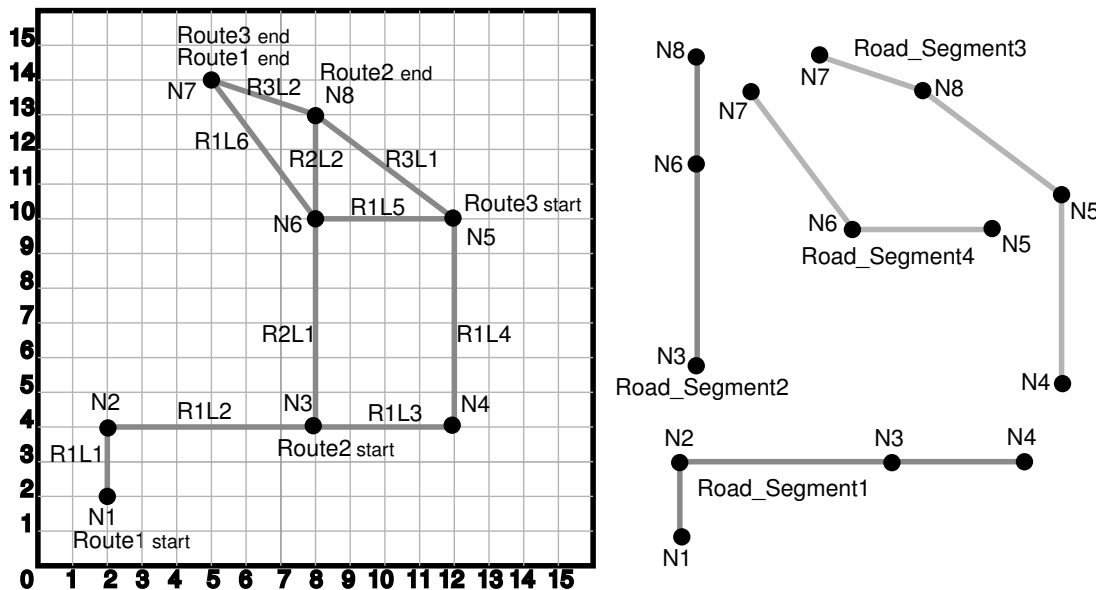 15
14
13
12
11
10
9
8
7
6
5
4
3
2
1
0 1 2 3 4 5 6 7 8 9 10 11 12 13 14 15
Route3 end
Route1 end
N7
R3L2
Route2 end
N8
R1L6
R2L2
R3L1
R1L5
Route3 start
N6
N5
R2L1
R1L4
N2
R1L2
N3
R1L3
N4
Route2 start
R1L1
N1
Route1 start
N8
N6
N3
Road_Segment2
N7
N6
N5
Road_Segment4
Road_Segment3
N7
N8
N5
N4
N2
N3
N4
Road_Segment1
N1